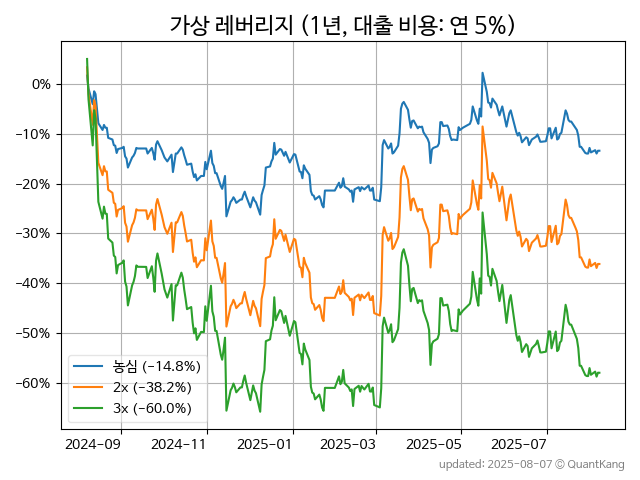 가상 레버리지 (1년, 대출 비용: 연 5%)
0%
−10%
−20%
−30%
−40%
−50%
−60%
농심 (−14.8%)
2x (−38.2%)
3x (−60.0%)
2024-09 2024-11 2025-01 2025-03 2025-05 2025-07
updated: 2025-08-07 © QuantKang